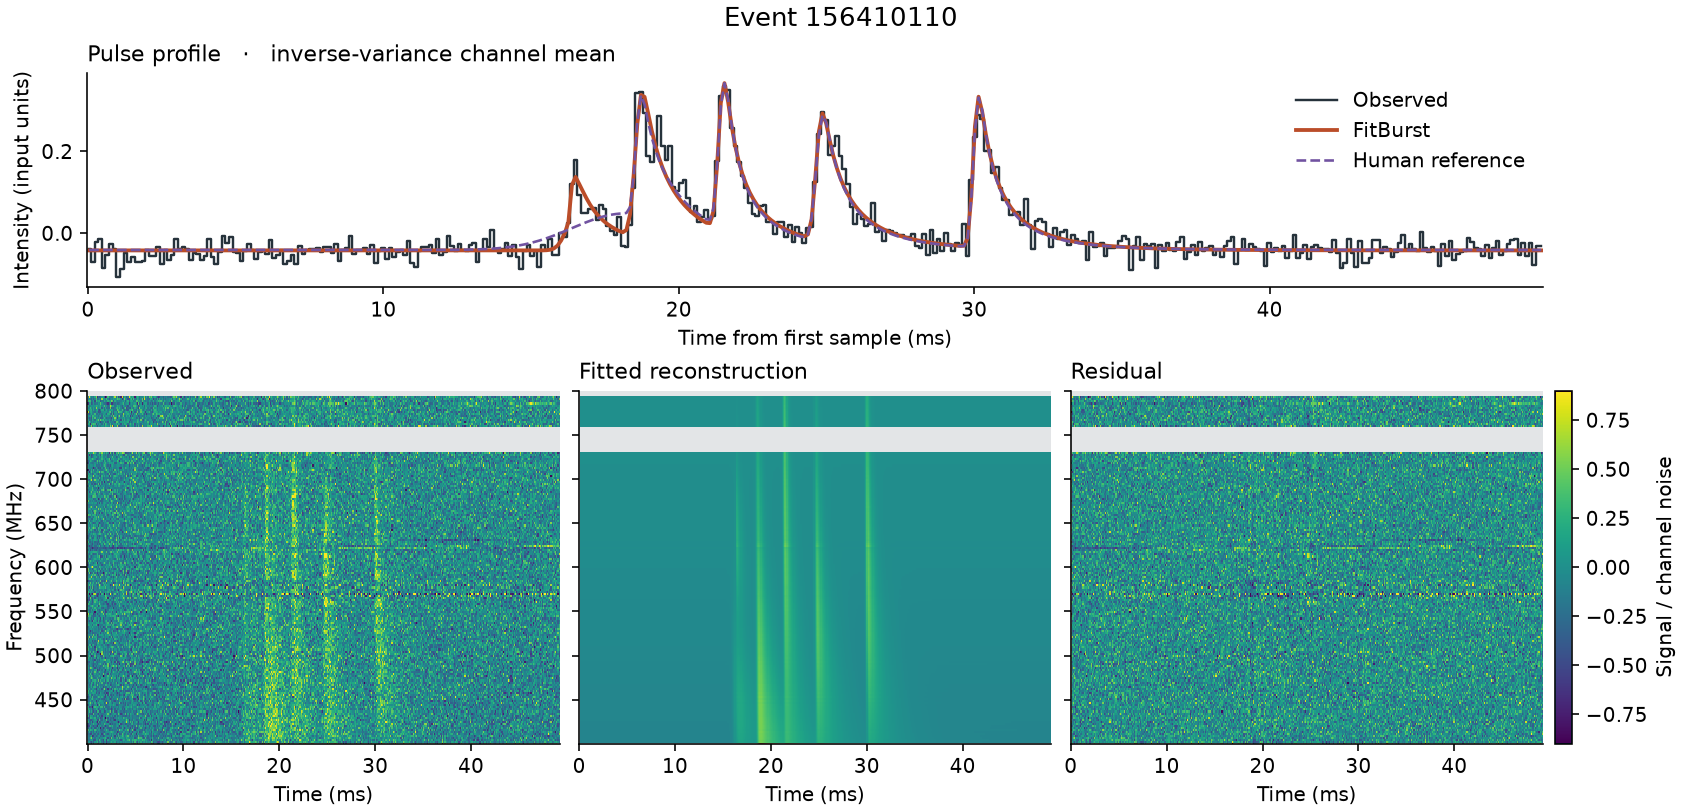 Event 156410110
Pulse profile · inverse-variance channel mean
Intensity (input units)
0.2
0.0
Observed
FitBurst
Human reference
0 10 20 30 40
Time from first sample (ms)
Observed
Fitted reconstruction
Residual
Frequency (MHz)
800
750
700
650
600
550
500
450
0 10 20 30 40
Time (ms)
0 10 20 30 40
Time (ms)
0 10 20 30 40
Time (ms)
0.75
0.50
0.25
0.00
−0.25
−0.50
−0.75
Signal / channel noise